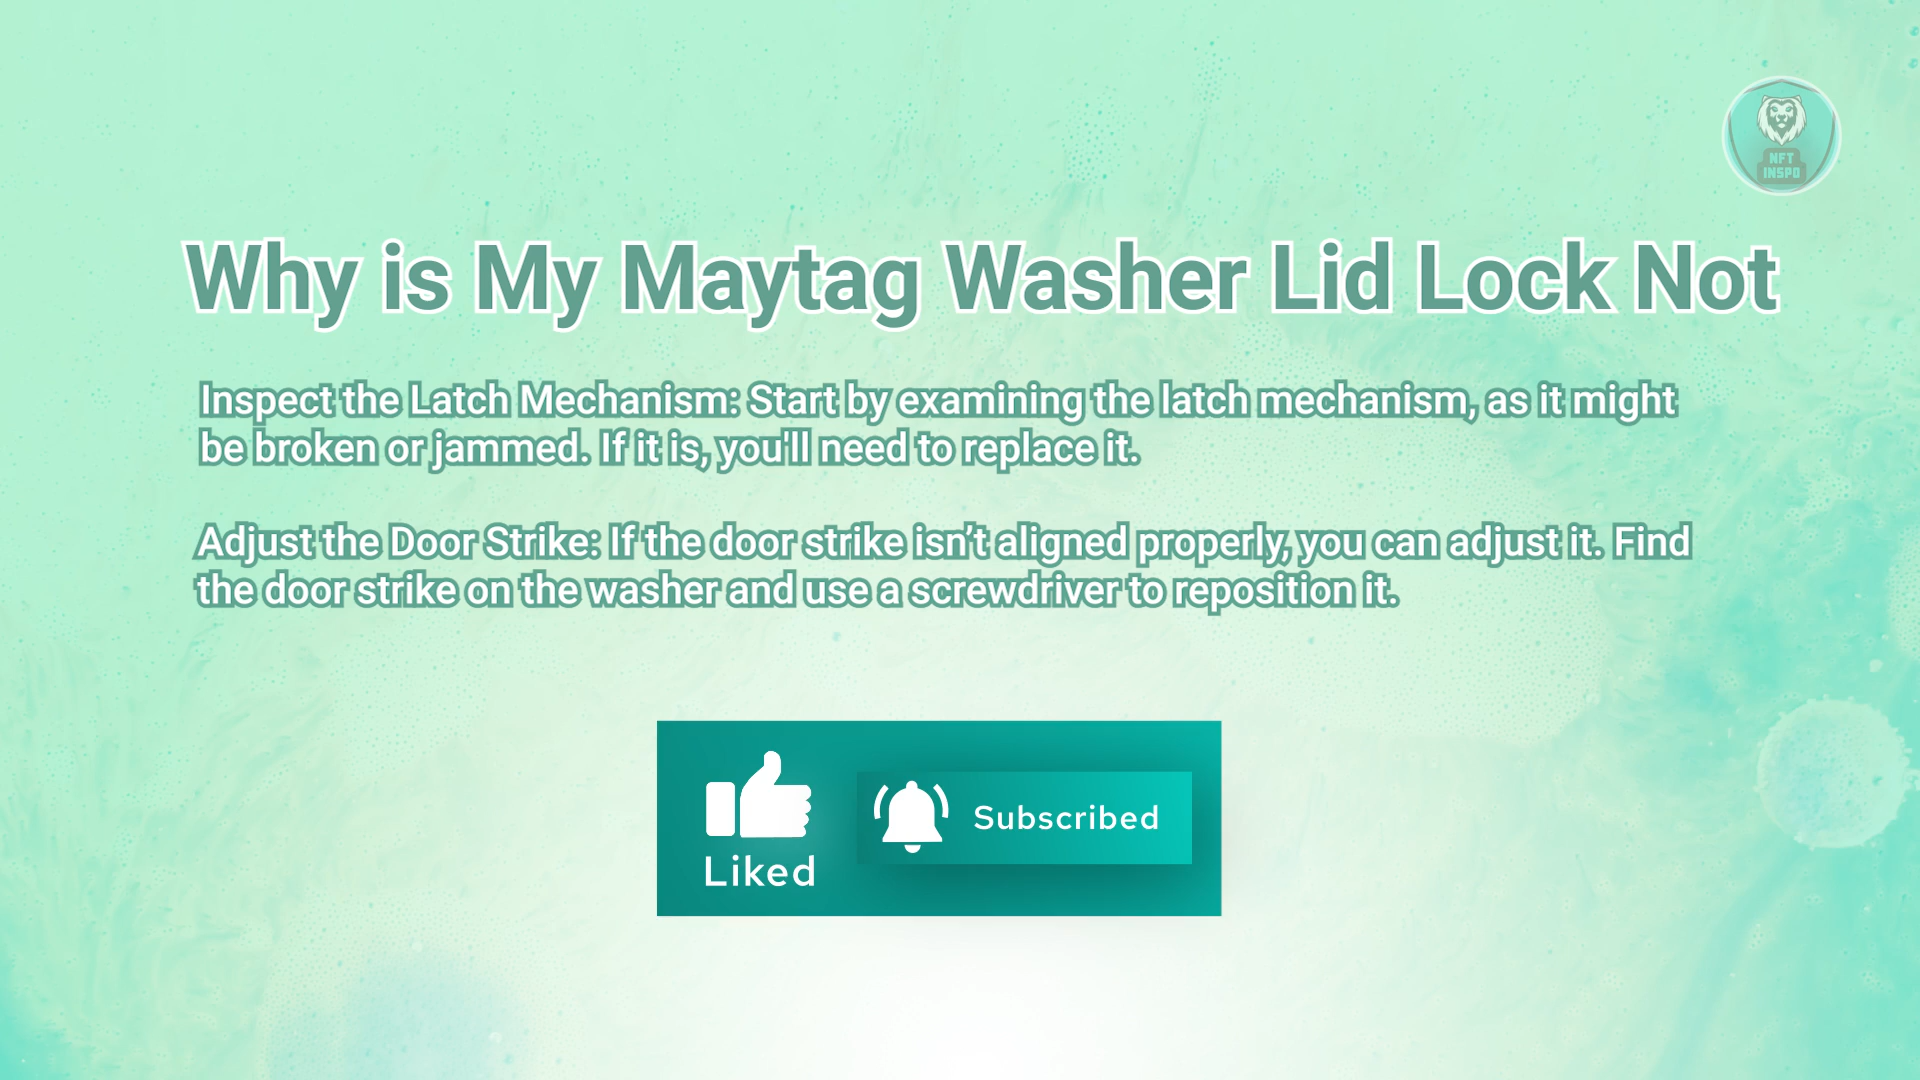 NFT
INSPO
Why is My Maytag Washer Lid Lock Not
Inspect the Latch Mechanism: Start by examining the latch mechanism, as it might
be broken or jammed. If it is, you'll need to replace it.
Adjust the Door Strike: If the door strike isn’t aligned properly, you can adjust it. Find
the door strike on the washer and use a screwdriver to reposition it.
Liked
Subscribed